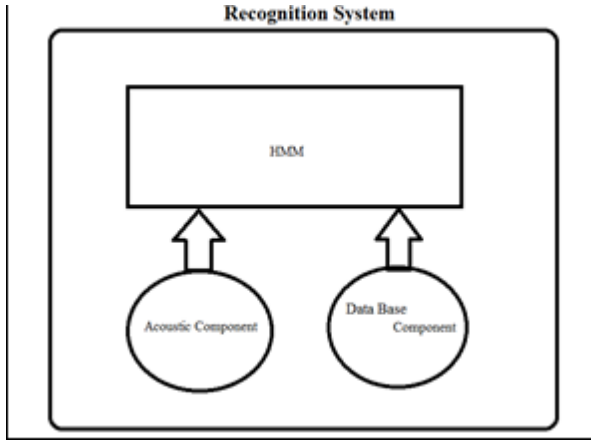 Recognition System
HMM
Acoustic Component
Data Base
Component